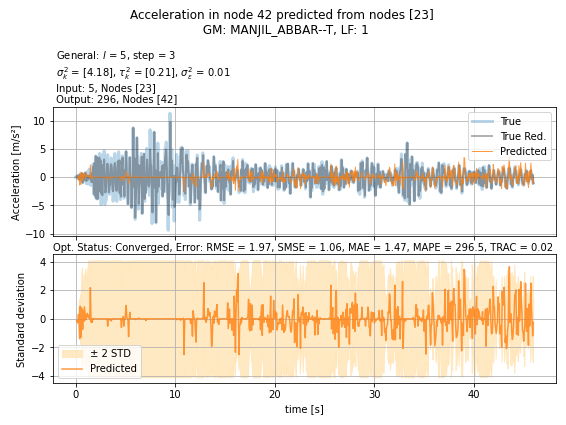 Acceleration in node 42 predicted from nodes [23]
GM: MANJIL_ABBAR--T, LF: 1
General: l = 5, step = 3
σ²ₖ = [4.18], τ²ₖ = [0.21], σ²ε = 0.01
Input: 5, Nodes [23]
Output: 296, Nodes [42]
Acceleration [m/s²]
10
5
0
−5
−10
True
True Red.
Predicted
Opt. Status: Converged, Error: RMSE = 1.97, SMSE = 1.06, MAE = 1.47, MAPE = 296.5, TRAC = 0.02
Standard deviation
4
2
0
−2
−4
± 2 STD
Predicted
0 10 20 30 40
time [s]